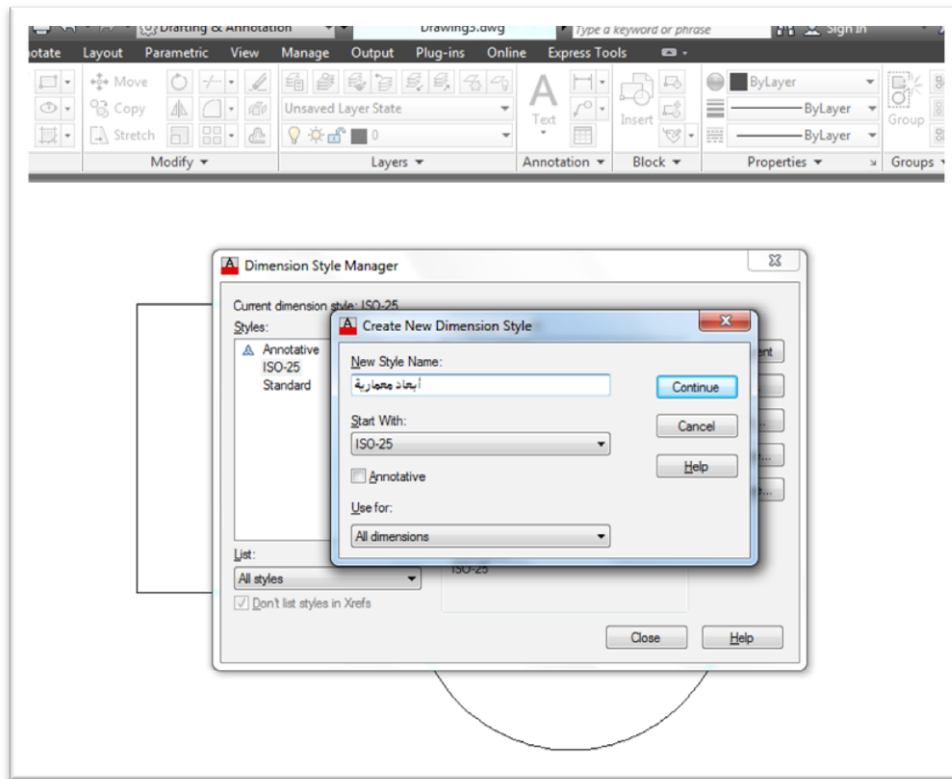 Drafting & Annotation
Drawing3.dwg
Type a keyword or phrase
Sign In
notate Layout Parametric View Manage Output Plug-ins Online Express Tools
Move
Copy
Stretch
Unsaved Layer State
0
Text
Insert
ByLayer
ByLayer
ByLayer
Group
Modify Layers Annotation Block Properties Groups
Dimension Style Manager
Current dimension style: ISO-25
Styles:
Annotative
ISO-25
Standard
List:
All styles
Don't list styles in Xrefs
ISO-25
Close
Help
Create New Dimension Style
New Style Name:
أبعاد معمارية
Start With:
ISO-25
Annotative
Use for:
All dimensions
Continue
Cancel
Help